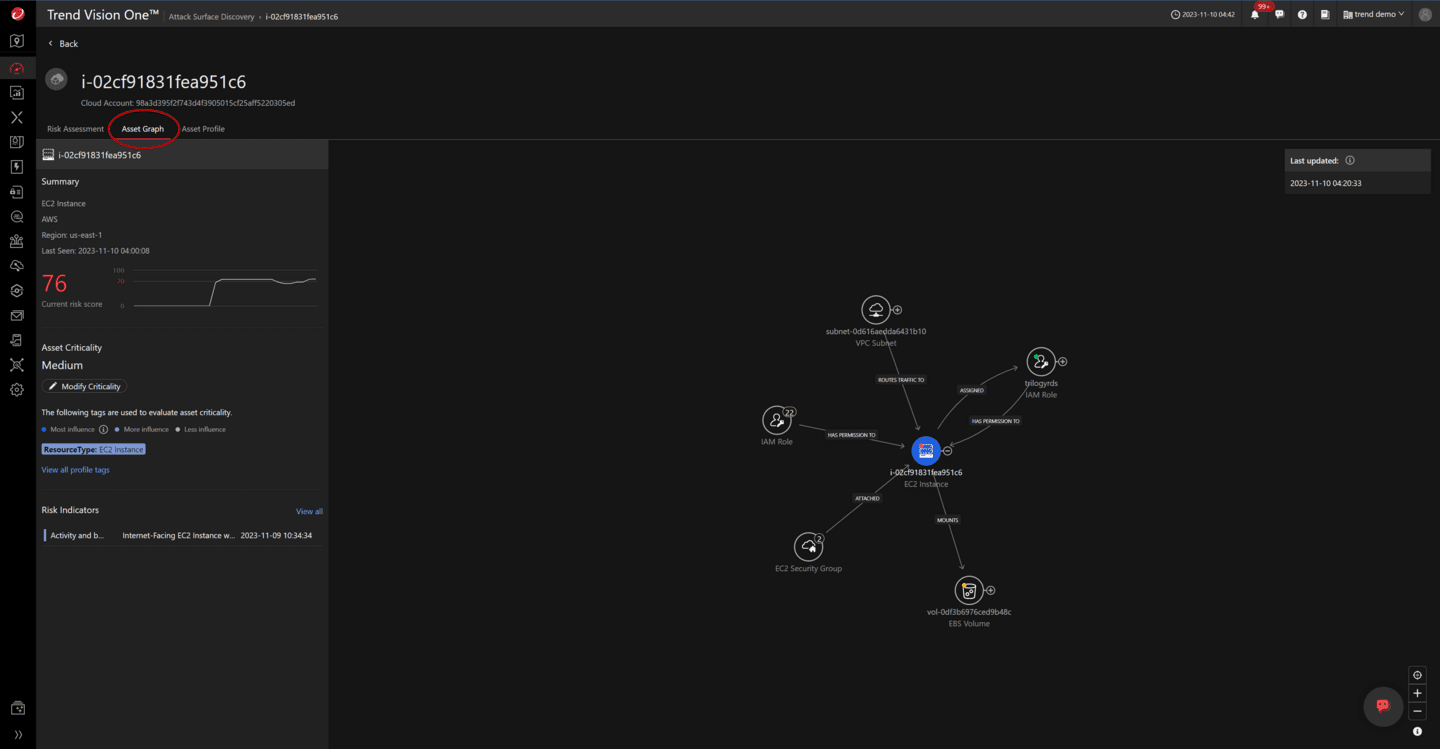 Trend Vision One™ Attack Surface Discovery › i-02cf91831fea951c6
2023-11-10 04:42 99+ trend demo
Back
i-02cf91831fea951c6
Cloud Account: 98a3d395f2f743d4f3905015cf25aff5220305ed
Risk Assessment Asset Graph Asset Profile
i-02cf91831fea951c6
Summary
EC2 Instance
AWS
Region: us-east-1
Last Seen: 2023-11-10 04:00:08
76
Current risk score
100
70
0
Asset Criticality
Medium
Modify Criticality
The following tags are used to evaluate asset criticality.
Most influence More influence Less influence
ResourceType: EC2 Instance
View all profile tags
Risk Indicators View all
Activity and b... Internet-Facing EC2 Instance w... 2023-11-09 10:34:34
Last updated:
2023-11-10 04:20:33
subnet-0d616aedda6431b10
VPC Subnet
ROUTES TRAFFIC TO
trilogyrds
IAM Role
ASSIGNED
HAS PERMISSION TO
22
IAM Role
HAS PERMISSION TO
i-02cf91831fea951c6
EC2 Instance
ATTACHED
MOUNTS
2
EC2 Security Group
vol-0df3b6976ced9b48c
EBS Volume